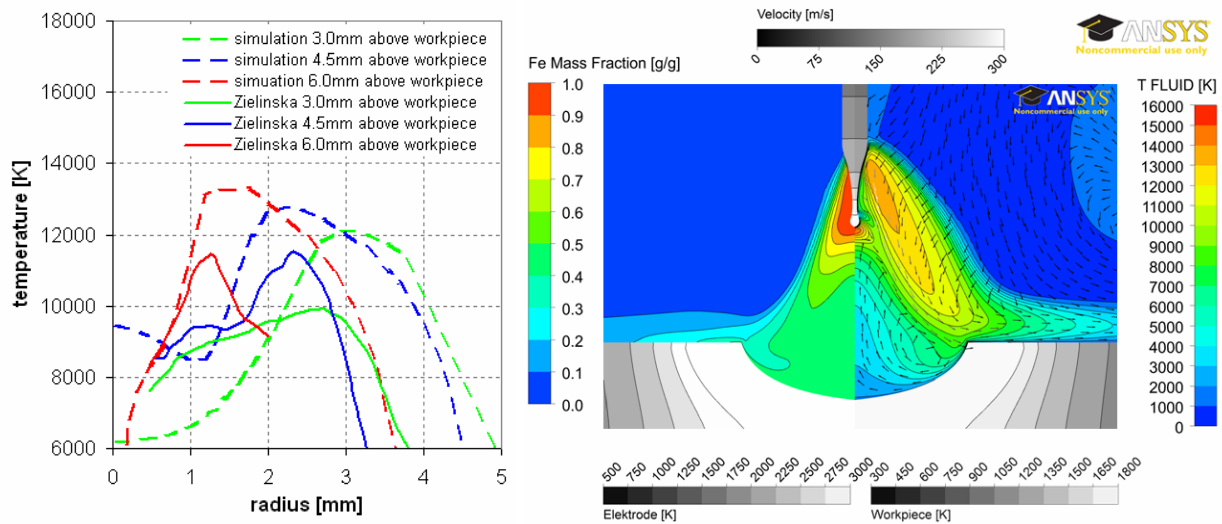 18000
16000
14000
12000
10000
8000
6000
temperature [K]
simulation 3.0mm above workpiece
simulation 4.5mm above workpiece
simuation 6.0mm above workpiece
Zielinska 3.0mm above workpiece
Zielinska 4.5mm above workpiece
Zielinska 6.0mm above workpiece
0 1 2 3 4 5
radius [mm]
Velocity [m/s]
0 75 150 225 300
ANSYS
Noncommercial use only
Fe Mass Fraction [g/g]
1.0
0.9
0.8
0.7
0.6
0.5
0.4
0.3
0.2
0.1
0.0
ANSYS
Noncommercial use only
T FLUID [K]
16000
15000
14000
13000
12000
11000
10000
9000
8000
7000
6000
5000
4000
3000
2000
1000
0
500 750 1000 1250 1500 1750 2000 2250 2500 2750 3000
Elektrode [K]
300 450 600 750 900 1050 1200 1350 1500 1650 1800
Workpiece [K]